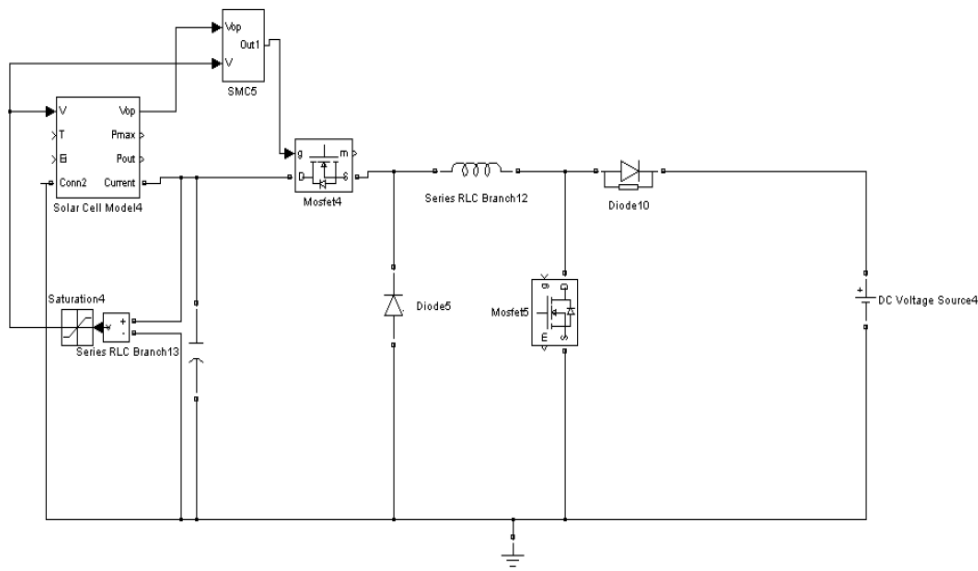 Vop
Out1
V
SMC5
V
Vop
T
Pmax
Ei
Pout
Conn2
Current
Solar Cell Model4
g
m
D
S
Mosfet4
Series RLC Branch12
Diode10
Saturation4
+
-
v
Series RLC Branch13
Diode5
g
D
Mosfet5
m
S
+
DC Voltage Source4